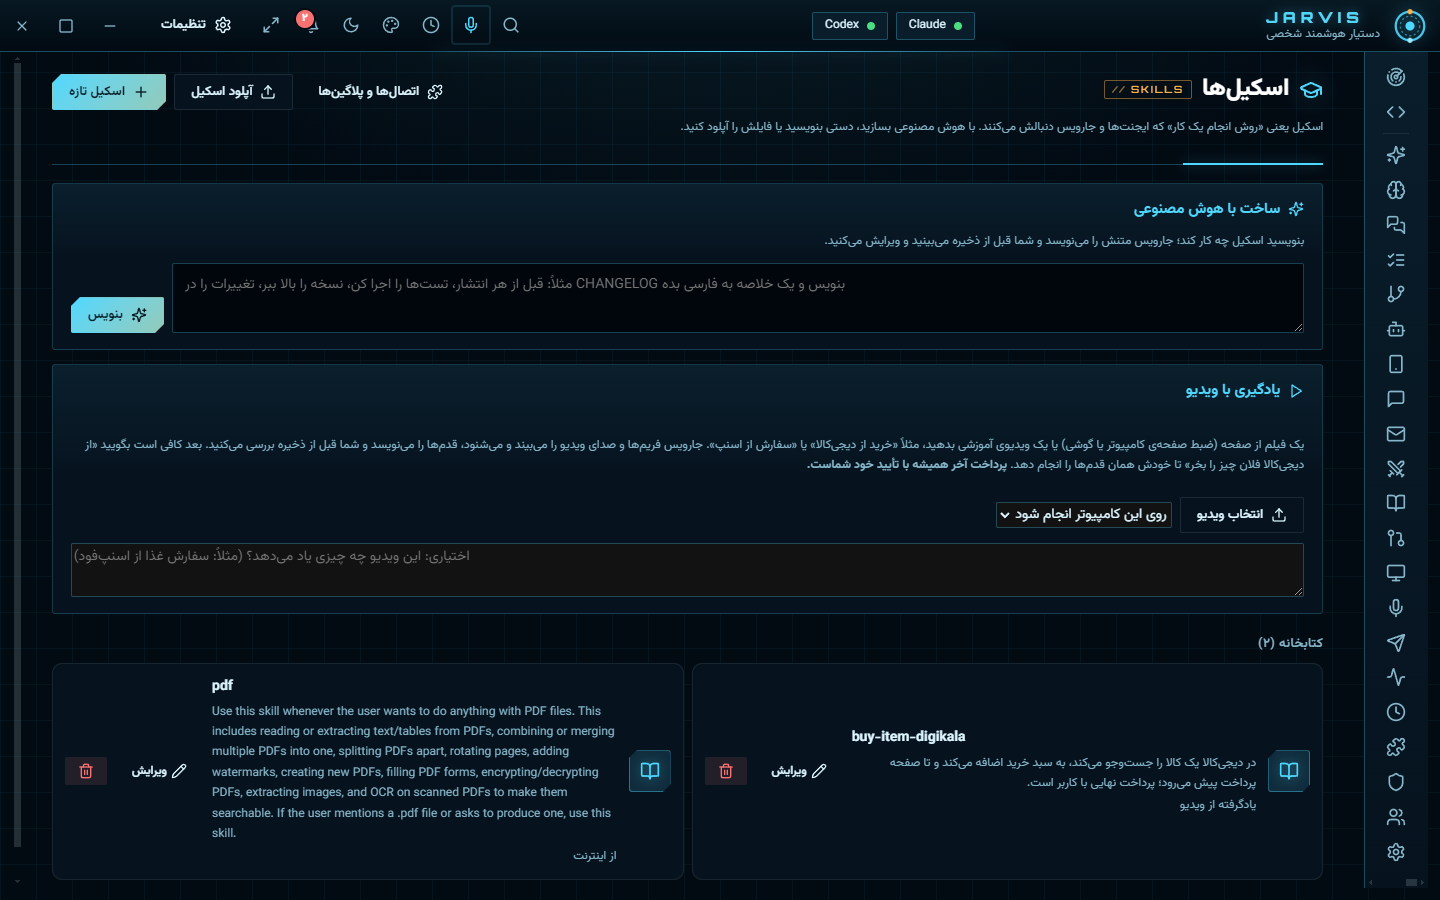 JARVIS
دستیار هوشمند شخصی
Claude
Codex
۲
تنظیمات
اسکیل‌ها
// SKILLS
اتصال‌ها و پلاگین‌ها
آپلود اسکیل
اسکیل تازه
اسکیل یعنی «روش انجام یک کار» که ایجنت‌ها و جارویس دنبالش می‌کنند. با هوش مصنوعی بسازید، دستی بنویسید یا فایلش را آپلود کنید.
ساخت با هوش مصنوعی
بنویسید اسکیل چه کار کند؛ جارویس متنش را می‌نویسد و شما قبل از ذخیره می‌بینید و ویرایش می‌کنید.
مثلاً: قبل از هر انتشار، تست‌ها را اجرا کن، نسخه را بالا ببر، تغییرات را در CHANGELOG بنویس و یک خلاصه به فارسی بده
بنویس
یادگیری با ویدیو
یک فیلم از صفحه (ضبط صفحه‌ی کامپیوتر یا گوشی) یا یک ویدیوی آموزشی بدهید، مثلاً «خرید از دیجی‌کالا» یا «سفارش از اسنپ». جارویس فریم‌ها و صدای ویدیو را می‌بیند و می‌شنود، قدم‌ها را می‌نویسد و شما قبل از ذخیره بررسی می‌کنید. بعد کافی است بگویید «از
دیجی‌کالا فلان چیز را بخر» تا خودش همان قدم‌ها را انجام دهد. پرداخت آخر همیشه با تأیید خود شماست.
انتخاب ویدیو
روی این کامپیوتر انجام شود
اختیاری: این ویدیو چه چیزی یاد می‌دهد؟ (مثلاً: سفارش غذا از اسنپ‌فود)
کتابخانه (۲)
buy-item-digikala
در دیجی‌کالا یک کالا را جست‌وجو می‌کند، به سبد خرید اضافه می‌کند و تا صفحه
پرداخت پیش می‌رود؛ پرداخت نهایی با کاربر است.
یادگرفته از ویدیو
ویرایش
pdf
Use this skill whenever the user wants to do anything with PDF files. This
includes reading or extracting text/tables from PDFs, combining or merging
multiple PDFs into one, splitting PDFs apart, rotating pages, adding
watermarks, creating new PDFs, filling PDF forms, encrypting/decrypting
PDFs, extracting images, and OCR on scanned PDFs to make them
searchable. If the user mentions a .pdf file or asks to produce one, use this
skill.
از اینترنت
ویرایش